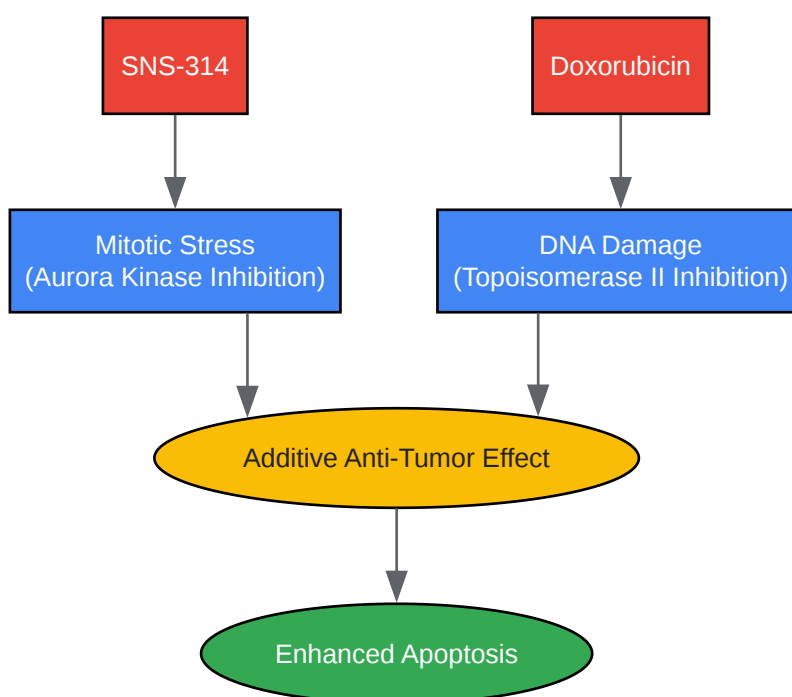 SNS-314
Doxorubicin
Mitotic Stress
(Aurora Kinase Inhibition)
DNA Damage
(Topoisomerase II Inhibition)
Additive Anti-Tumor Effect
Enhanced Apoptosis